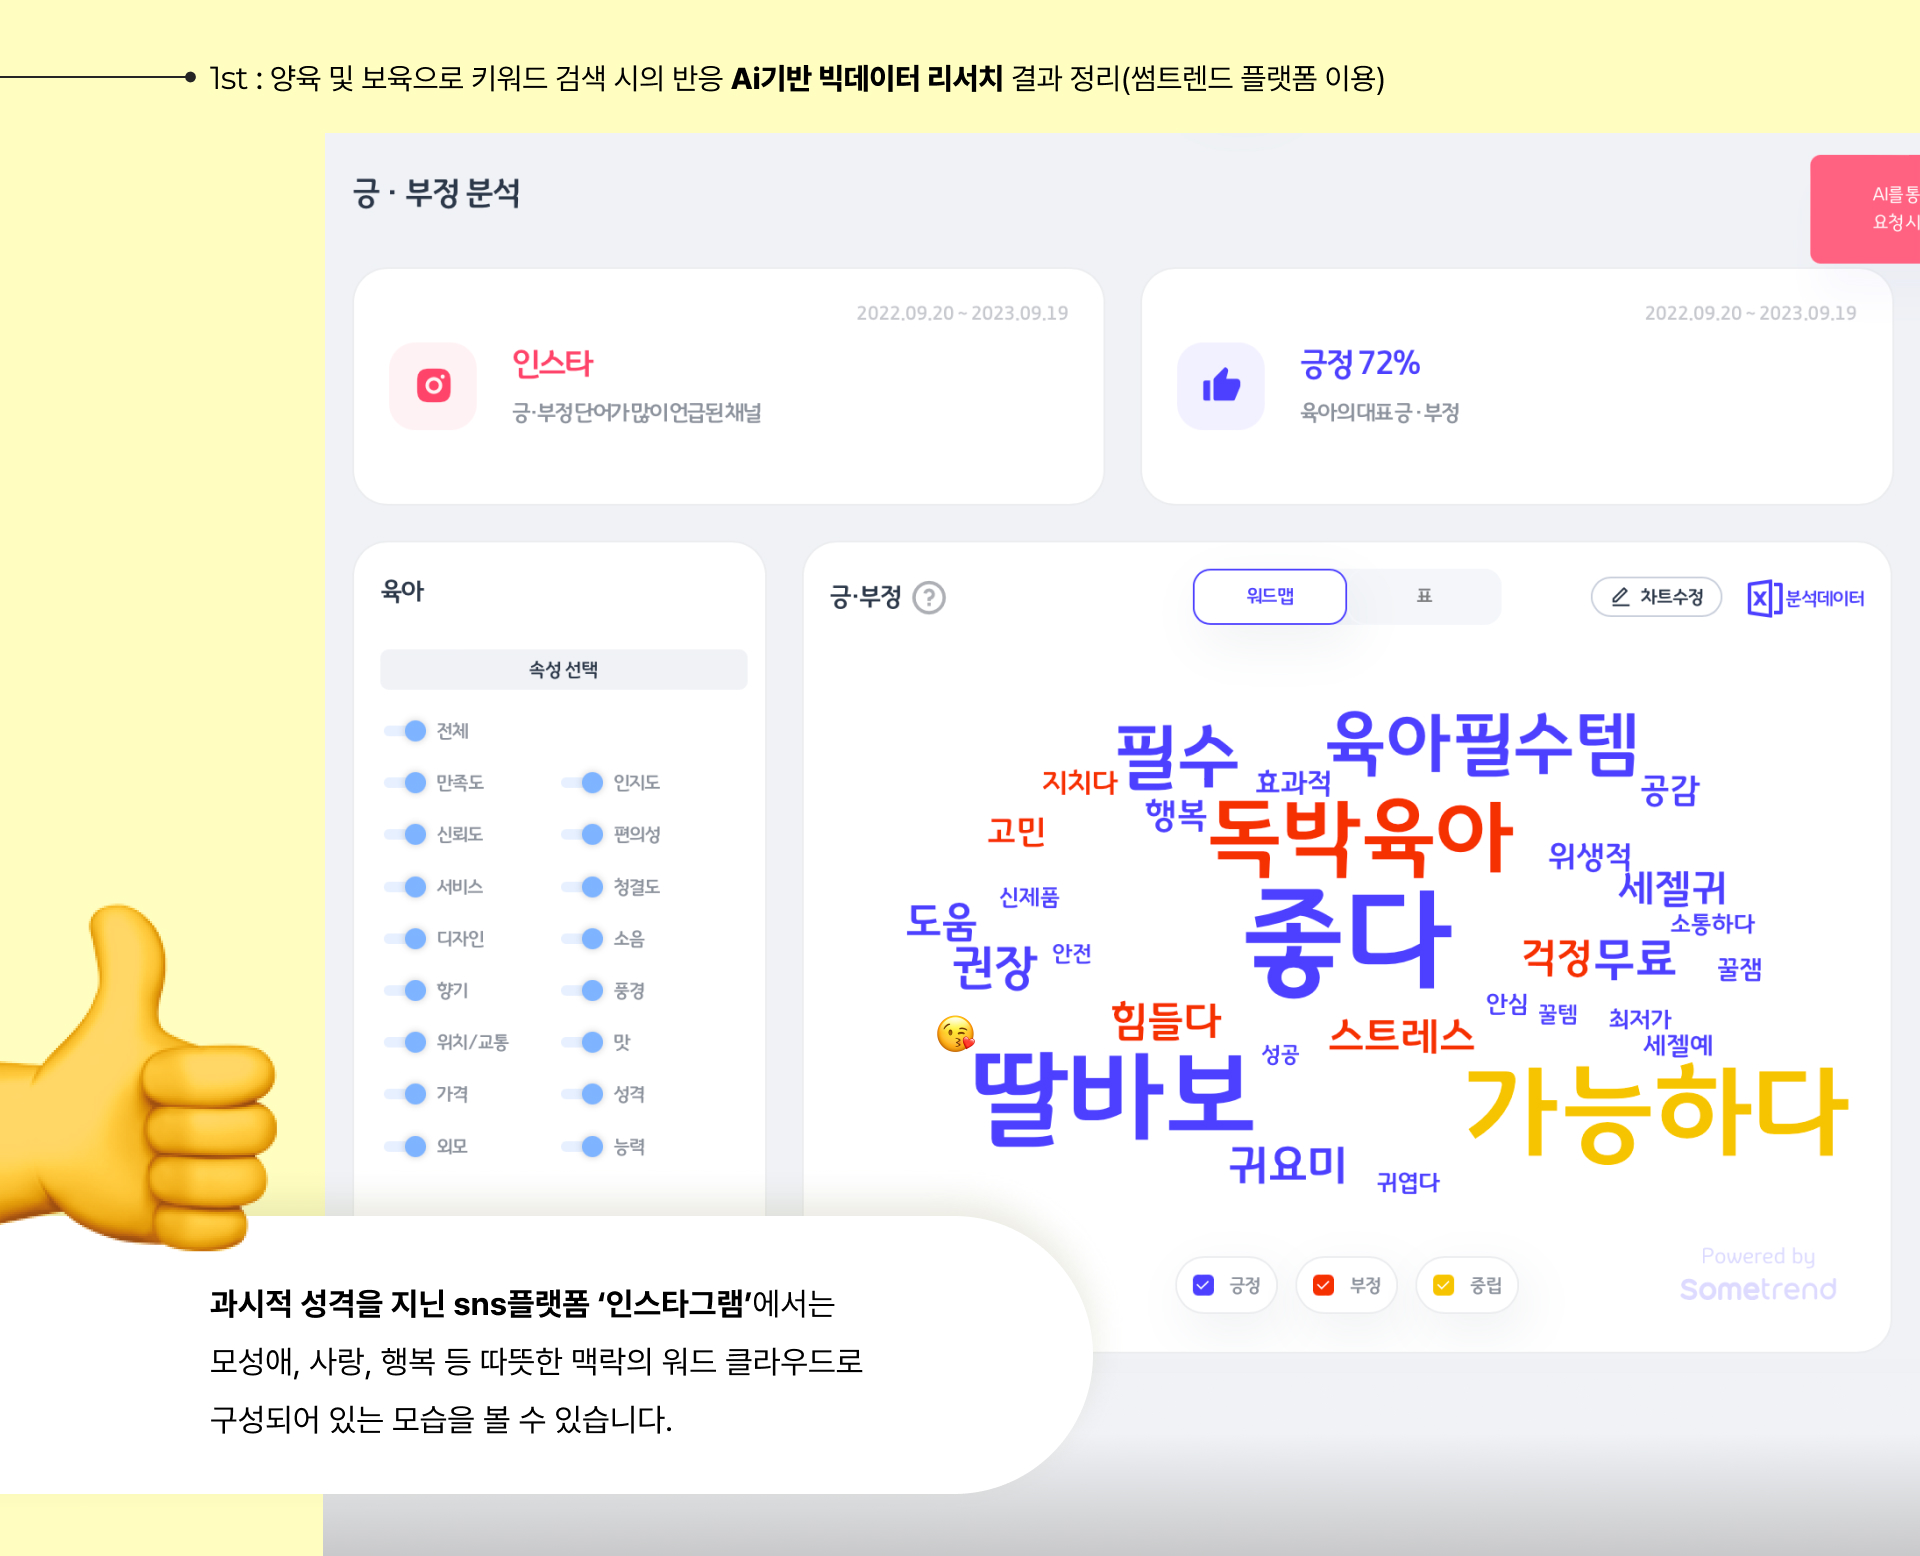 1st : 양육 및 보육으로 키워드 검색 시의 반응 Ai기반 빅데이터 리서치 결과 정리(썸트렌드 플랫폼 이용)
긍 · 부정 분석
AI를 통
요청 시
2022.09.20 ~ 2023.09.19
인스타
긍·부정 단어가 많이 언급된 채널
2022.09.20 ~ 2023.09.19
긍정 72%
육아의 대표 긍 · 부정
육아
속성 선택
전체
만족도 인지도
신뢰도 편의성
서비스 청결도
디자인 소음
향기 풍경
위치/교통 맛
가격 성격
외모 능력
긍·부정 ?
워드맵 표
차트수정
분석데이터
필수 육아필수템
지치다 효과적 공감
행복 독박육아
고민
위생적
세젤귀
신제품
도움 좋다 소통하다
권장 안전 걱정 무료 꿀잼
안심 꿀템 최저가
힘들다 스트레스 세젤예
성공
딸바보 가능하다
귀요미 귀엽다
긍정 부정 중립
Powered by
Sometrend
과시적 성격을 지닌 sns플랫폼 ‘인스타그램’에서는
모성애, 사랑, 행복 등 따뜻한 맥락의 워드 클라우드로
구성되어 있는 모습을 볼 수 있습니다.